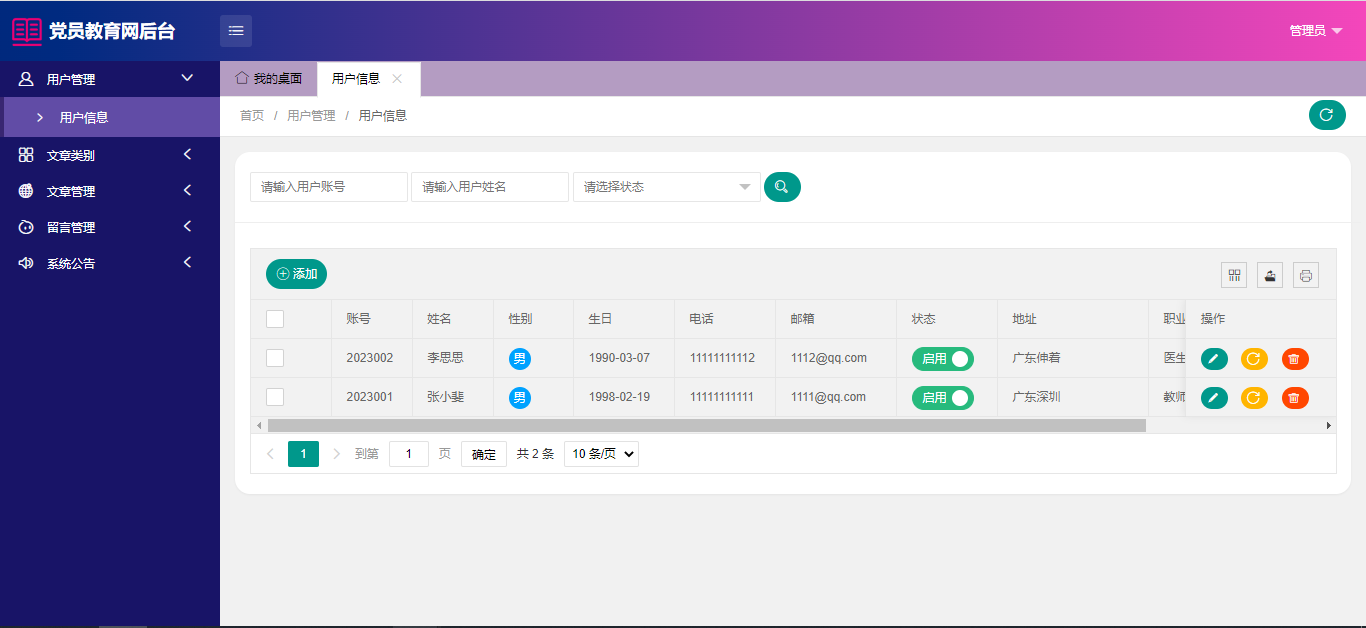 党员教育网后台
管理员
用户管理
用户信息
文章类别
文章管理
留言管理
系统公告
我的桌面 用户信息
首页 / 用户管理 / 用户信息
请输入用户账号 请输入用户姓名 请选择状态
添加
账号 姓名 性别 生日 电话 邮箱 状态 地址 职业 操作
2023002 李思思 男 1990-03-07 11111111112 1112@qq.com 启用 广东伸着 医生
2023001 张小斐 男 1998-02-19 11111111111 1111@qq.com 启用 广东深圳 教师
1 到第 1 页 确定 共 2 条 10 条/页